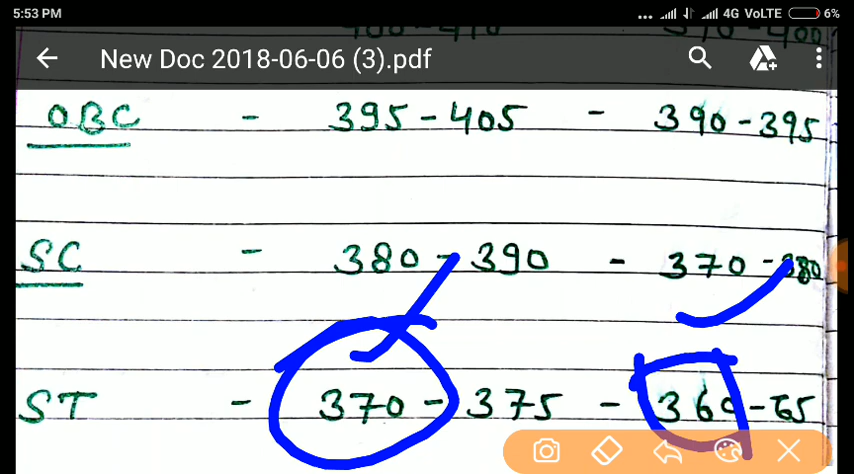 5:53 PM ... 4G VoLTE 6%
New Doc 2018-06-06 (3).pdf
OBC - 395-405 - 390-395
SC - 380-390 - 370-380
ST - 370-375 - 360-65